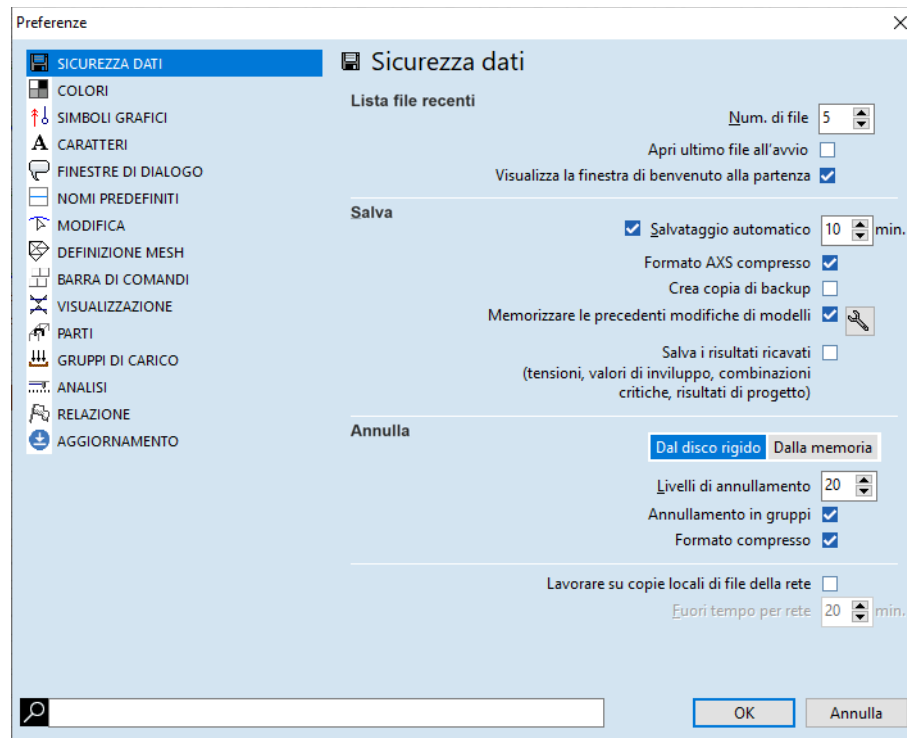 Preferenze
SICUREZZA DATI
COLORI
SIMBOLI GRAFICI
CARATTERI
FINESTRE DI DIALOGO
NOMI PREDEFINITI
MODIFICA
DEFINIZIONE MESH
BARRA DI COMANDI
VISUALIZZAZIONE
PARTI
GRUPPI DI CARICO
ANALISI
RELAZIONE
AGGIORNAMENTO
Sicurezza dati
Lista file recenti
Num. di file 5
Apri ultimo file all'avvio
Visualizza la finestra di benvenuto alla partenza
Salva
Salvataggio automatico 10 min.
Formato AXS compresso
Crea copia di backup
Memorizzare le precedenti modifiche di modelli
Salva i risultati ricavati
(tensioni, valori di inviluppo, combinazioni
critiche, risultati di progetto)
Annulla
Dal disco rigido Dalla memoria
Livelli di annullamento 20
Annullamento in gruppi
Formato compresso
Lavorare su copie locali di file della rete
Fuori tempo per rete 20 min.
OK Annulla